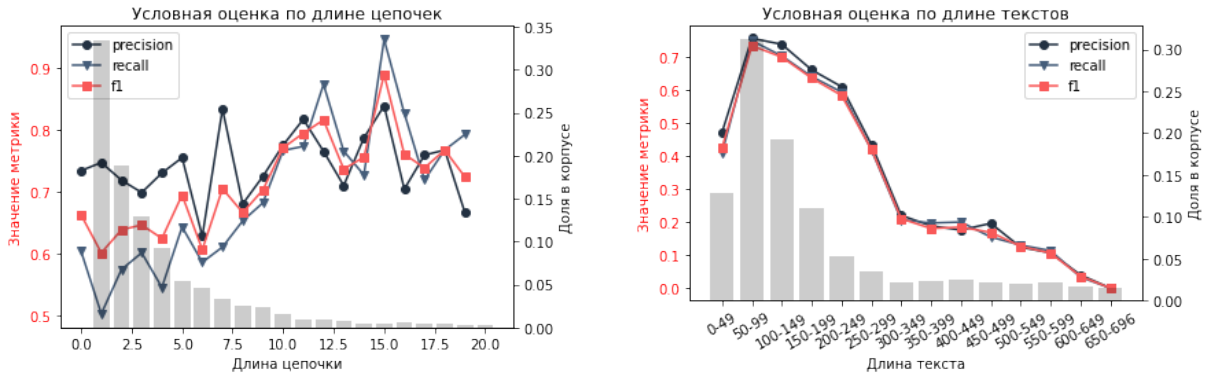 Условная оценка по длине цепочек
precision
recall
f1
Значение метрики
0.9
0.8
0.7
0.6
0.5
0.35
0.30
0.25
0.20
0.15
0.10
0.05
0.00
Доля в корпусе
0.0 2.5 5.0 7.5 10.0 12.5 15.0 17.5 20.0
Длина цепочки
Условная оценка по длине текстов
precision
recall
f1
Значение метрики
0.7
0.6
0.5
0.4
0.3
0.2
0.1
0.0
0.30
0.25
0.20
0.15
0.10
0.05
0.00
Доля в корпусе
0-49 50-99 100-149 150-199 200-249 250-299 300-349 350-399 400-449 450-499 500-549 550-599 600-649 650-696
Длина текста